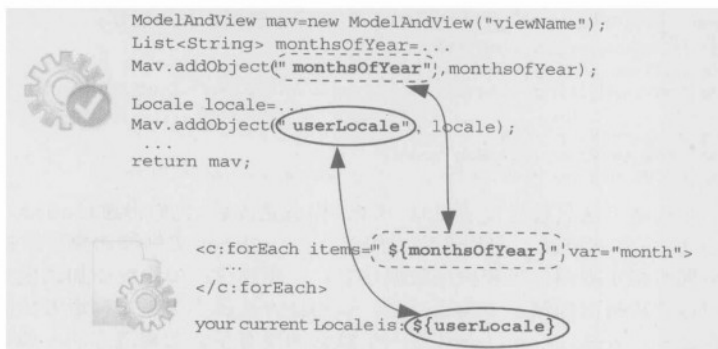 ModelAndView mav=new ModelAndView("viewName");
List<String> monthsOfYear=...
Mav.addObject(" monthsOfYear",monthsOfYear);
Locale locale=..
Mav.addObject(" userLocale", locale);
...
return mav;
<c:forEach items=" ${monthsOfYear}" var="month">
</c:forEach>
your current Locale is: ${userLocale}